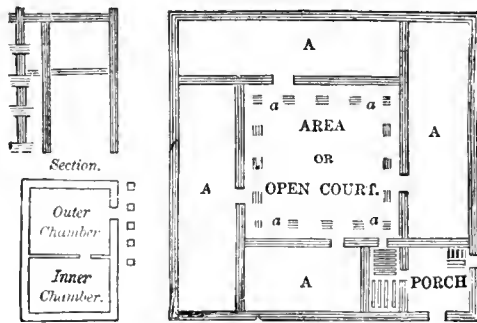 Section.
Outer
Chamber
Inner
Chamber.
A
a a
AREA
OR
A A
OPEN COURT.
a a
A
PORCH